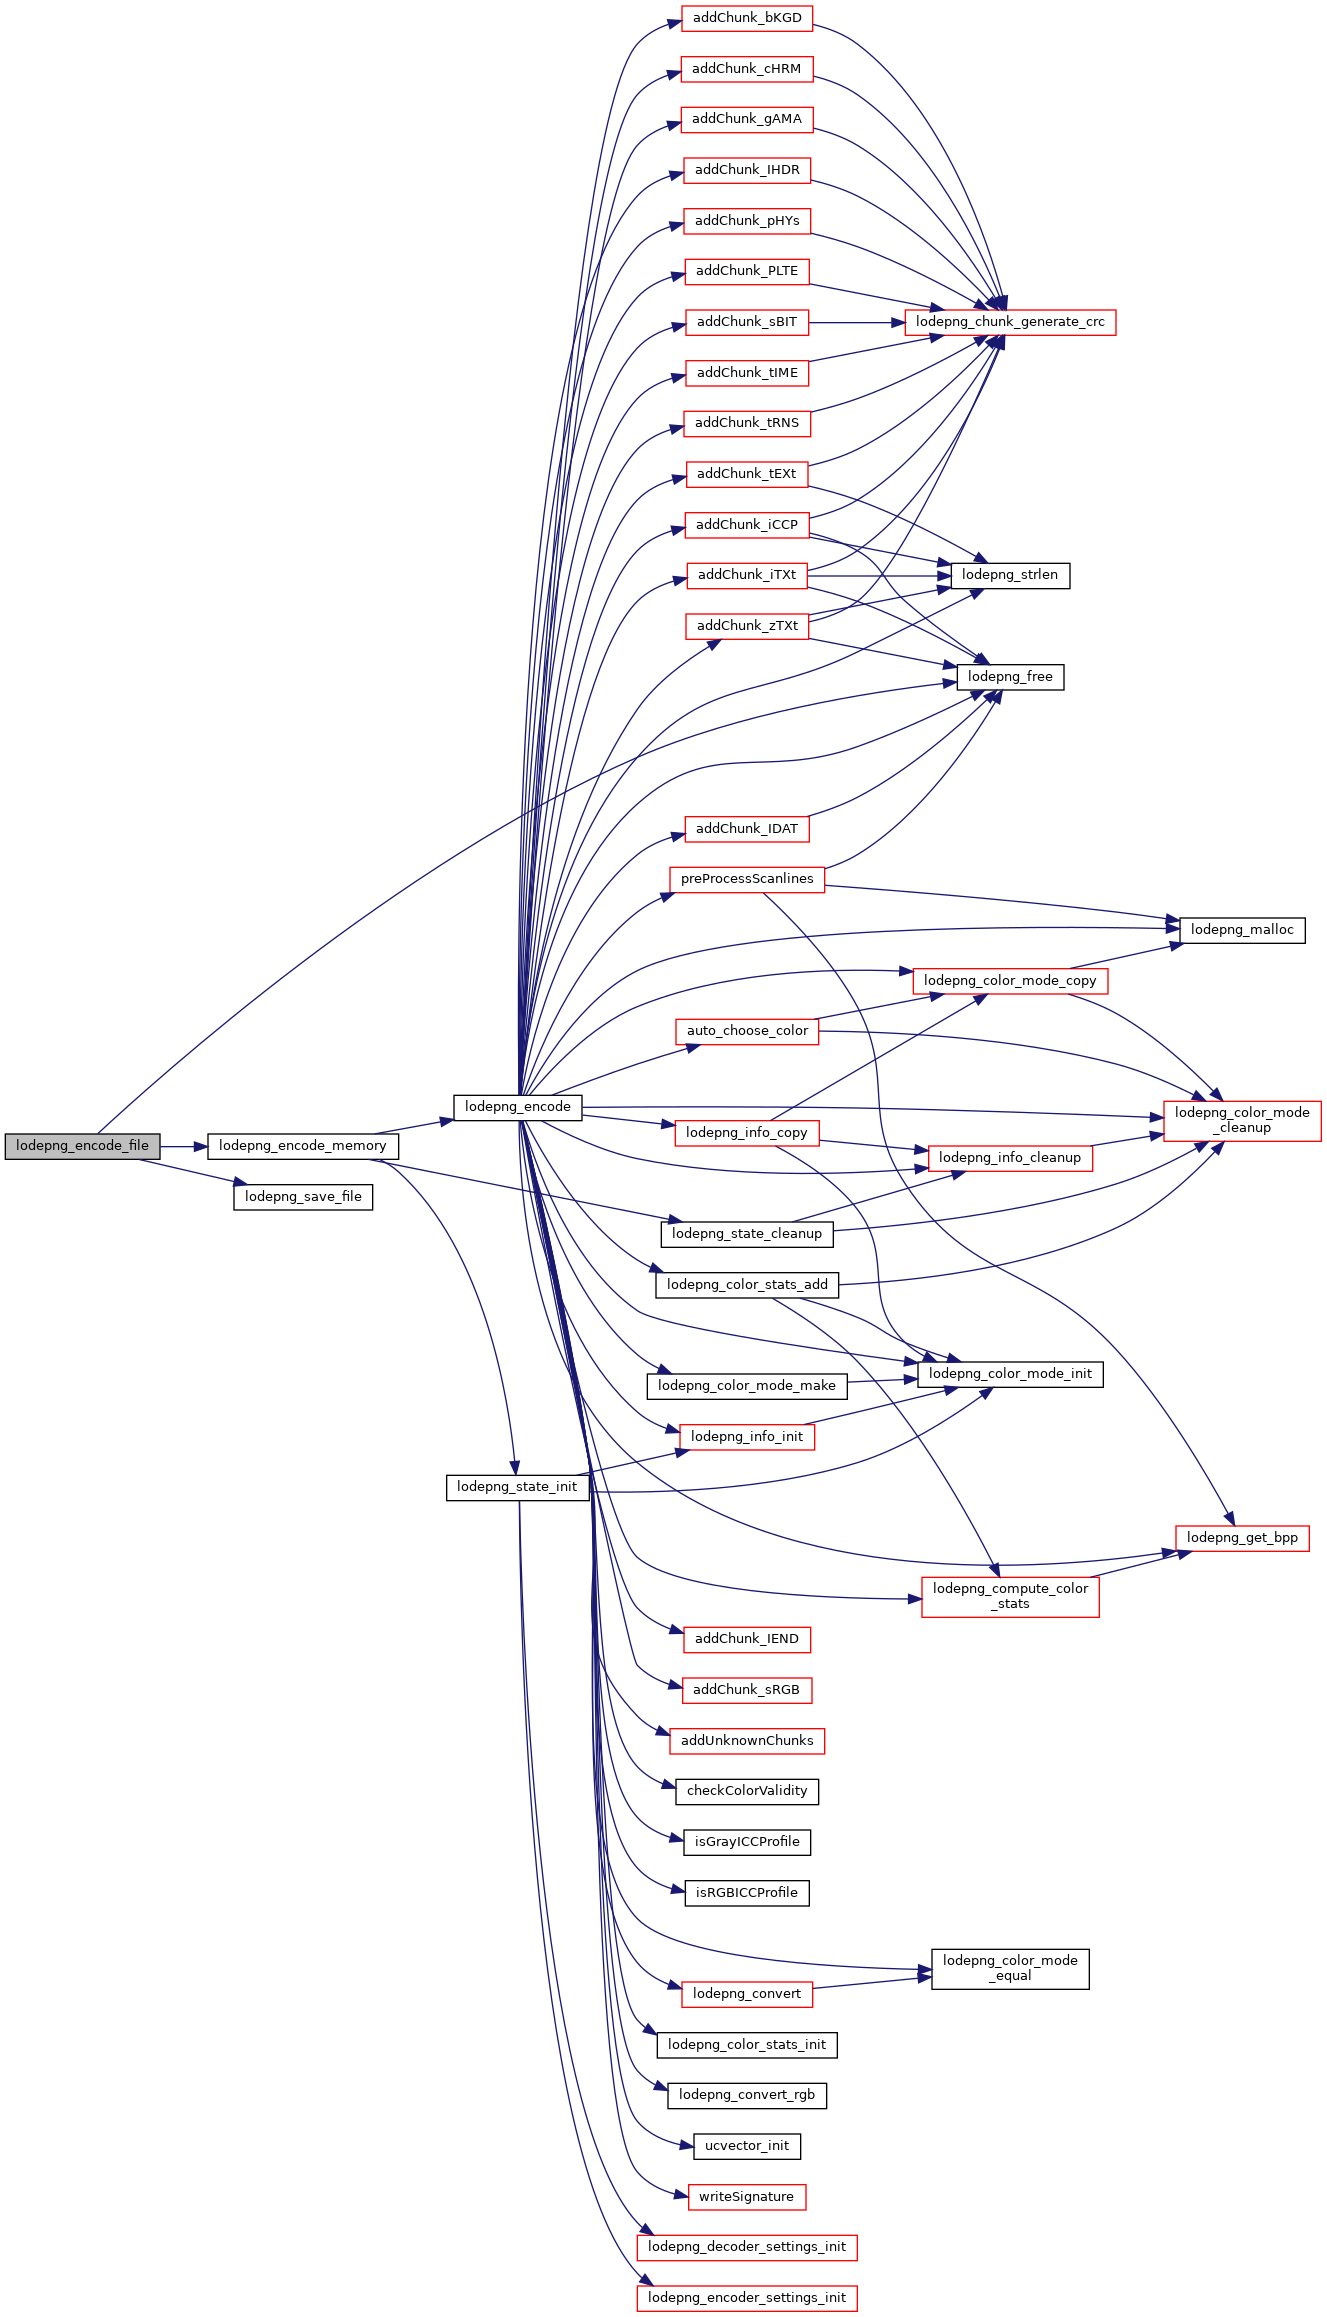 addChunk_bKGD
addChunk_cHRM
addChunk_gAMA
addChunk_IHDR
addChunk_pHYs
addChunk_PLTE
addChunk_sBIT
lodepng_chunk_generate_crc
addChunk_tIME
addChunk_tRNS
addChunk_tEXt
addChunk_iCCP
addChunk_iTXt
lodepng_strlen
addChunk_zTXt
lodepng_free
addChunk_IDAT
preProcessScanlines
lodepng_malloc
lodepng_color_mode_copy
auto_choose_color
lodepng_encode
lodepng_color_mode
_cleanup
lodepng_info_copy
lodepng_encode_file
lodepng_encode_memory
lodepng_info_cleanup
lodepng_save_file
lodepng_state_cleanup
lodepng_color_stats_add
lodepng_color_mode_init
lodepng_color_mode_make
lodepng_info_init
lodepng_state_init
lodepng_get_bpp
lodepng_compute_color
_stats
addChunk_IEND
addChunk_sRGB
addUnknownChunks
checkColorValidity
isGrayICCProfile
isRGBICCProfile
lodepng_color_mode
_equal
lodepng_convert
lodepng_color_stats_init
lodepng_convert_rgb
ucvector_init
writeSignature
lodepng_decoder_settings_init
lodepng_encoder_settings_init